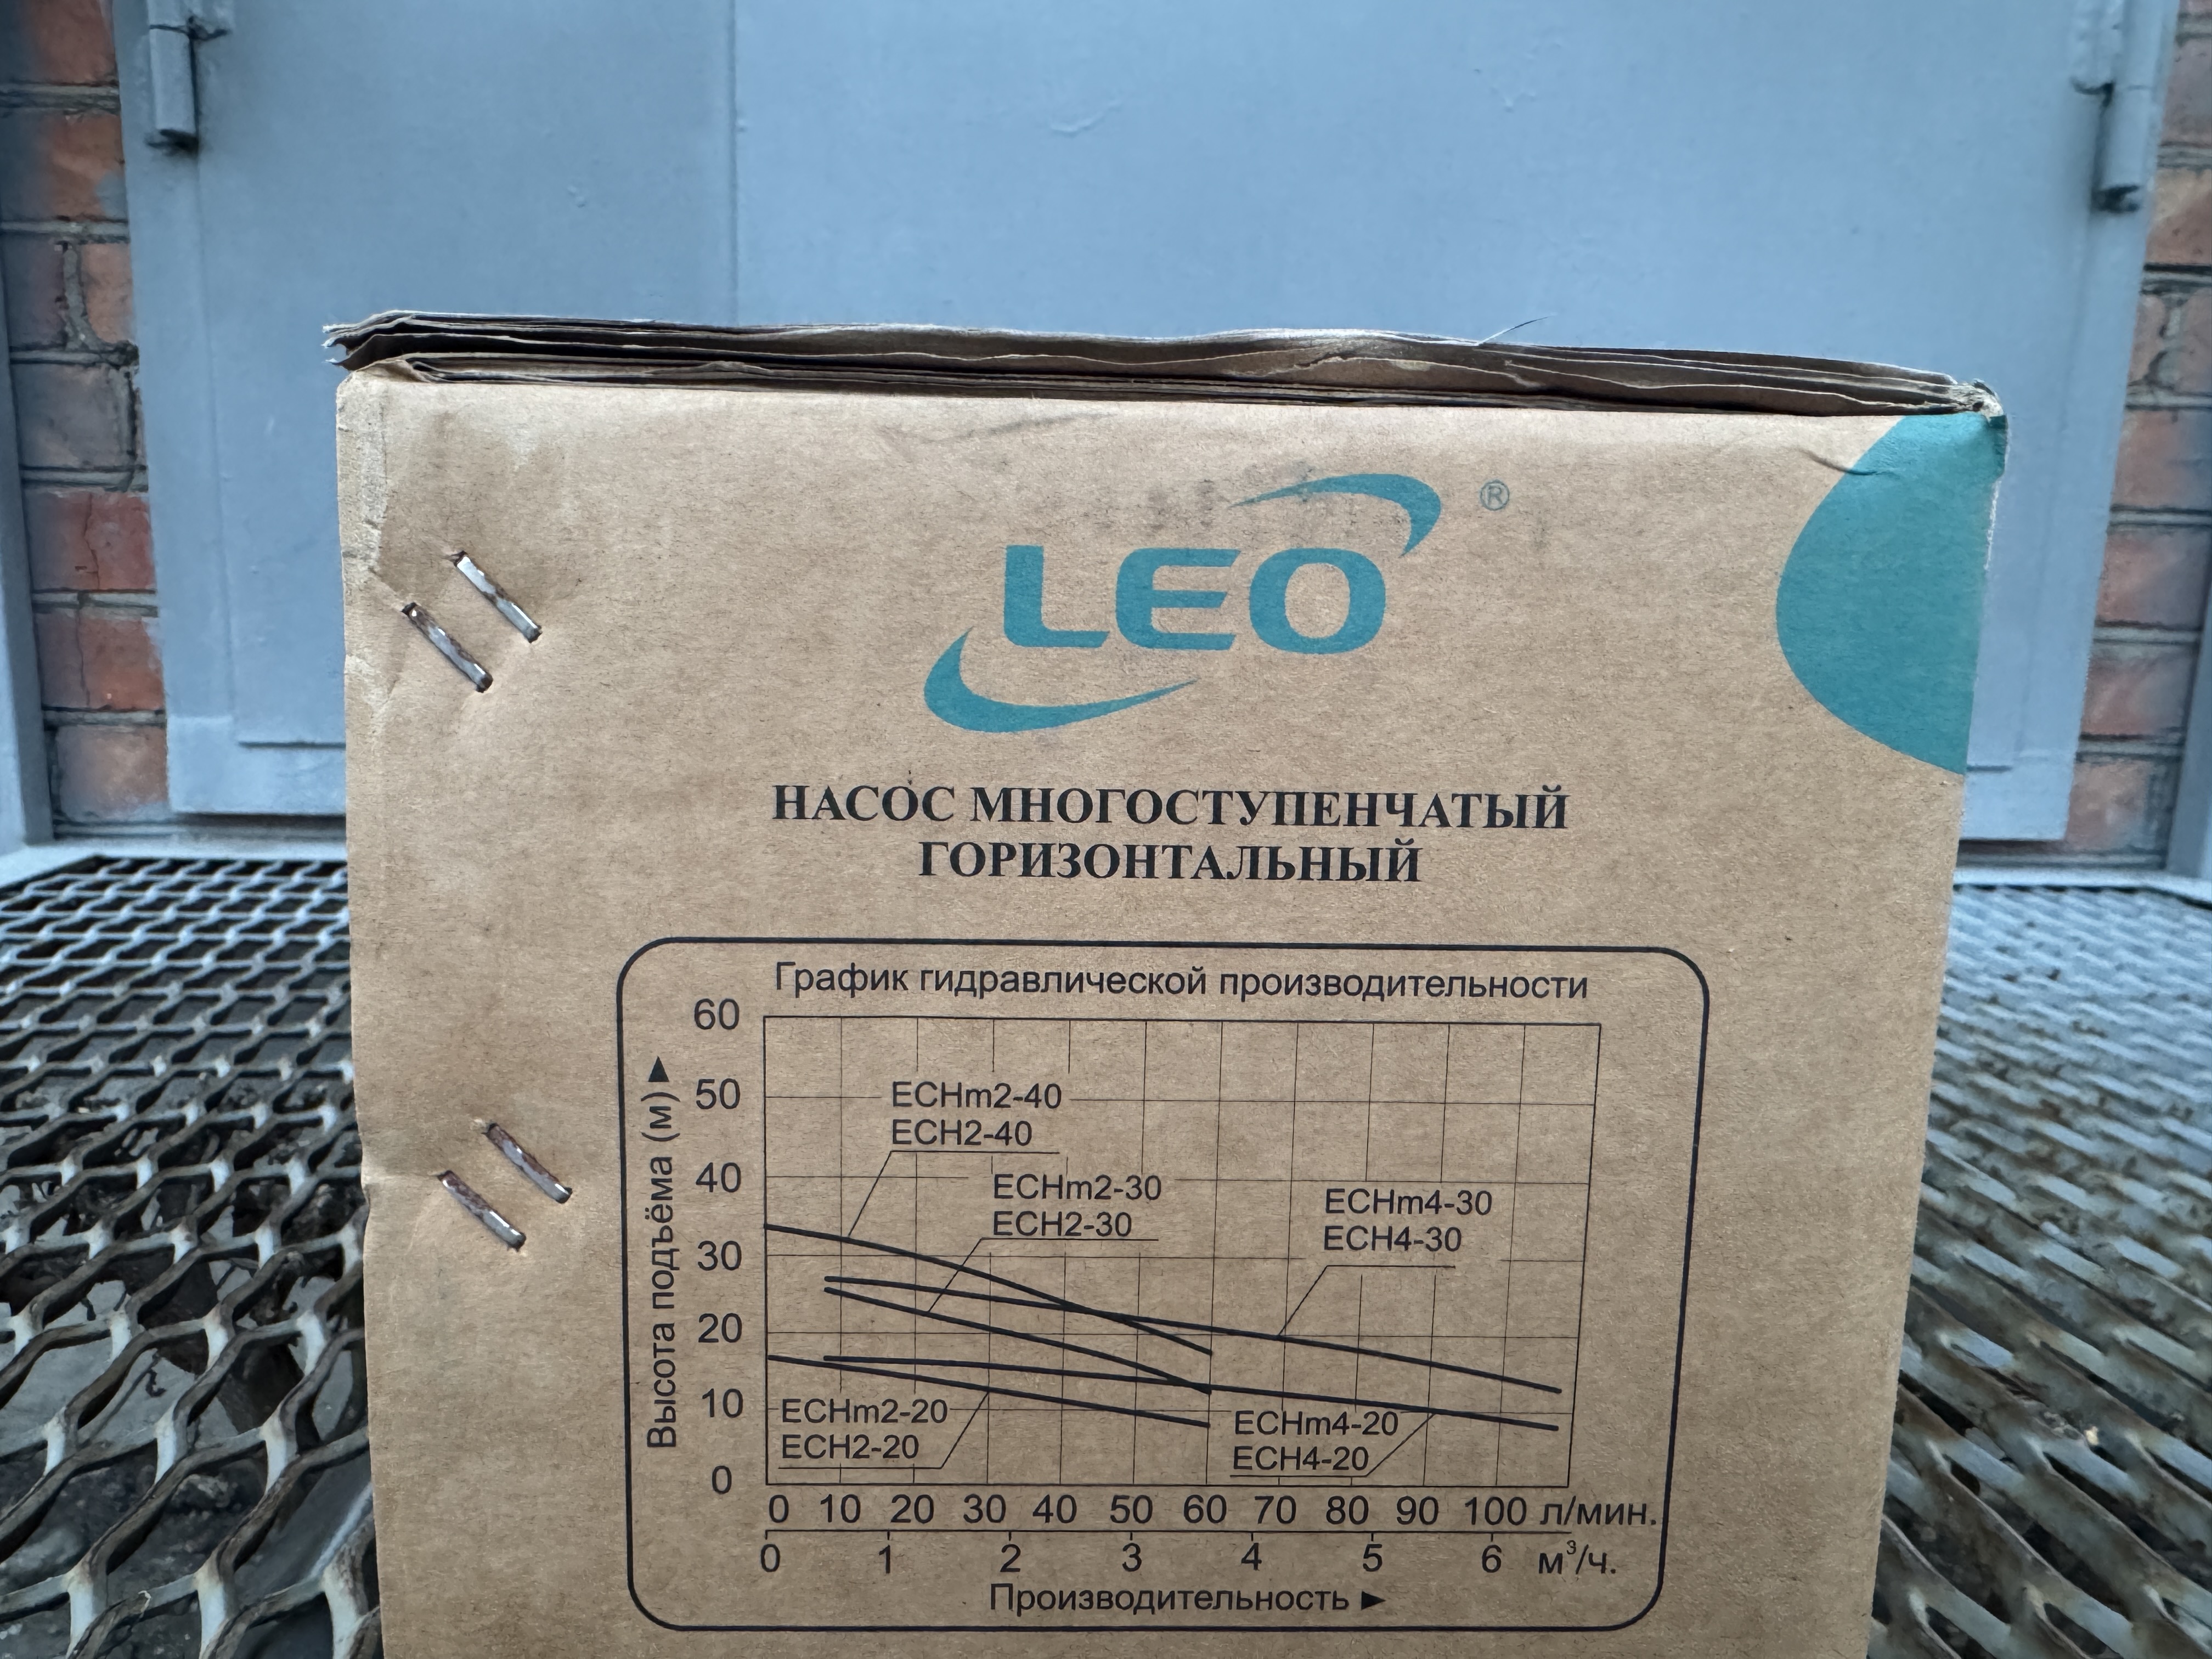 LEO®
НАСОС МНОГОСТУПЕНЧАТЫЙ
ГОРИЗОНТАЛЬНЫЙ
График гидравлической производительности
Высота подъёма (м)►
60
50
40
30
20
10
0
ECHm2-40
ECH2-40
ECHm2-30
ECH2-30
ECHm4-30
ECH4-30
ECHm2-20
ECH2-20
ECHm4-20
ECH4-20
0 10 20 30 40 50 60 70 80 90 100 л/мин.
0 1 2 3 4 5 6 м³/ч.
Производительность ►